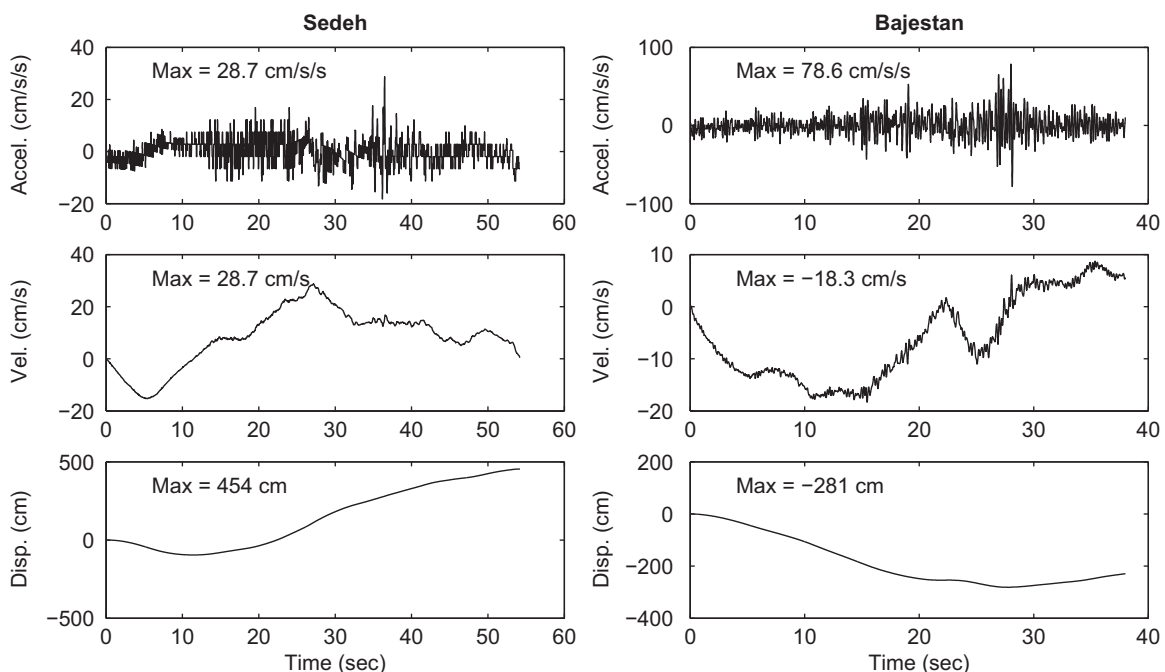 Sedeh
Bajestan
Accel. (cm/s/s)
40
20
0
−20
Max = 28.7 cm/s/s
0 10 20 30 40 50 60
Accel. (cm/s/s)
100
0
−100
Max = 78.6 cm/s/s
0 10 20 30 40
Vel. (cm/s)
40
20
0
−20
Max = 28.7 cm/s
0 10 20 30 40 50 60
Vel. (cm/s)
10
0
−10
−20
Max = −18.3 cm/s
0 10 20 30 40
Disp. (cm)
500
0
−500
Max = 454 cm
0 10 20 30 40 50 60
Time (sec)
Disp. (cm)
200
0
−200
−400
Max = −281 cm
0 10 20 30 40
Time (sec)